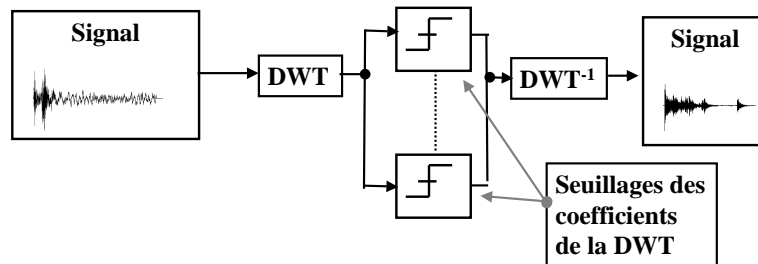 Signal
DWT
DWT-1
Signal
Seuillages des
coefficients
de la DWT